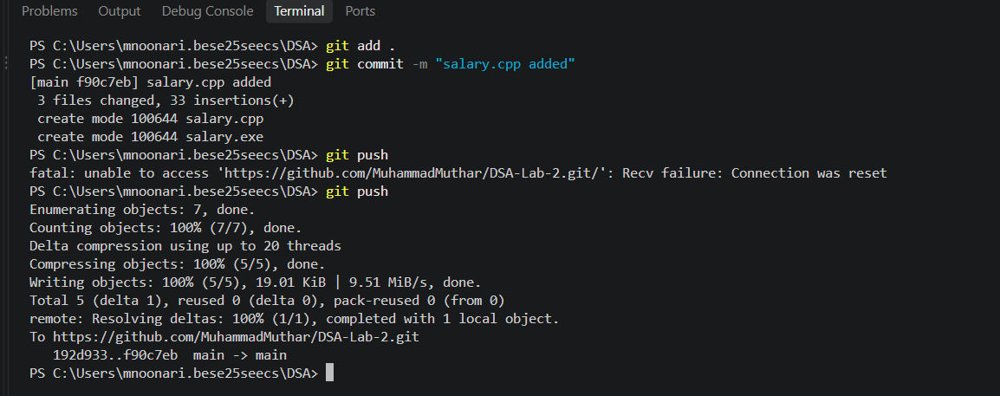 Problems Output Debug Console Terminal Ports
PS C:\Users\mnoonari.bese25seecs\DSA> git add .
PS C:\Users\mnoonari.bese25seecs\DSA> git commit -m "salary.cpp added"
[main f90c7eb] salary.cpp added
 3 files changed, 33 insertions(+)
 create mode 100644 salary.cpp
 create mode 100644 salary.exe
PS C:\Users\mnoonari.bese25seecs\DSA> git push
fatal: unable to access 'https://github.com/MuhammadMuthar/DSA-Lab-2.git/': Recv failure: Connection was reset
PS C:\Users\mnoonari.bese25seecs\DSA> git push
Enumerating objects: 7, done.
Counting objects: 100% (7/7), done.
Delta compression using up to 20 threads
Compressing objects: 100% (5/5), done.
Writing objects: 100% (5/5), 19.01 KiB | 9.51 MiB/s, done.
Total 5 (delta 1), reused 0 (delta 0), pack-reused 0 (from 0)
remote: Resolving deltas: 100% (1/1), completed with 1 local object.
To https://github.com/MuhammadMuthar/DSA-Lab-2.git
   192d933..f90c7eb  main -> main
PS C:\Users\mnoonari.bese25seecs\DSA>